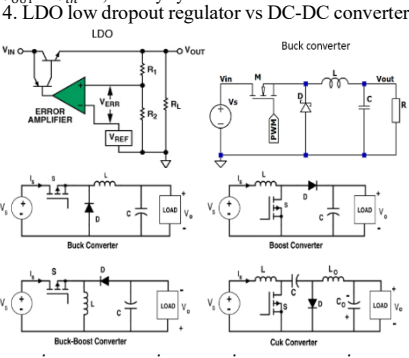 4. LDO low dropout regulator vs DC-DC converter
LDO
VIN
VOUT
R1
VERR
ERROR
AMPLIFIER
R2
RL
VREF
Buck converter
Vin
M
L
Vout
Vs
D
C
R
PWM
Is
S
L
Vs
D
C
LOAD
Vo
+
-
Buck Converter
Is
L
D
Vs
S
C
LOAD
Vo
+
-
Boost Converter
Is
S
D
Vs
L
C
LOAD
Vo
-
+
Buck-Boost Converter
Is
L
C
LO
Vs
S
D
CO
LOAD
Vo
-
+
Cuk Converter